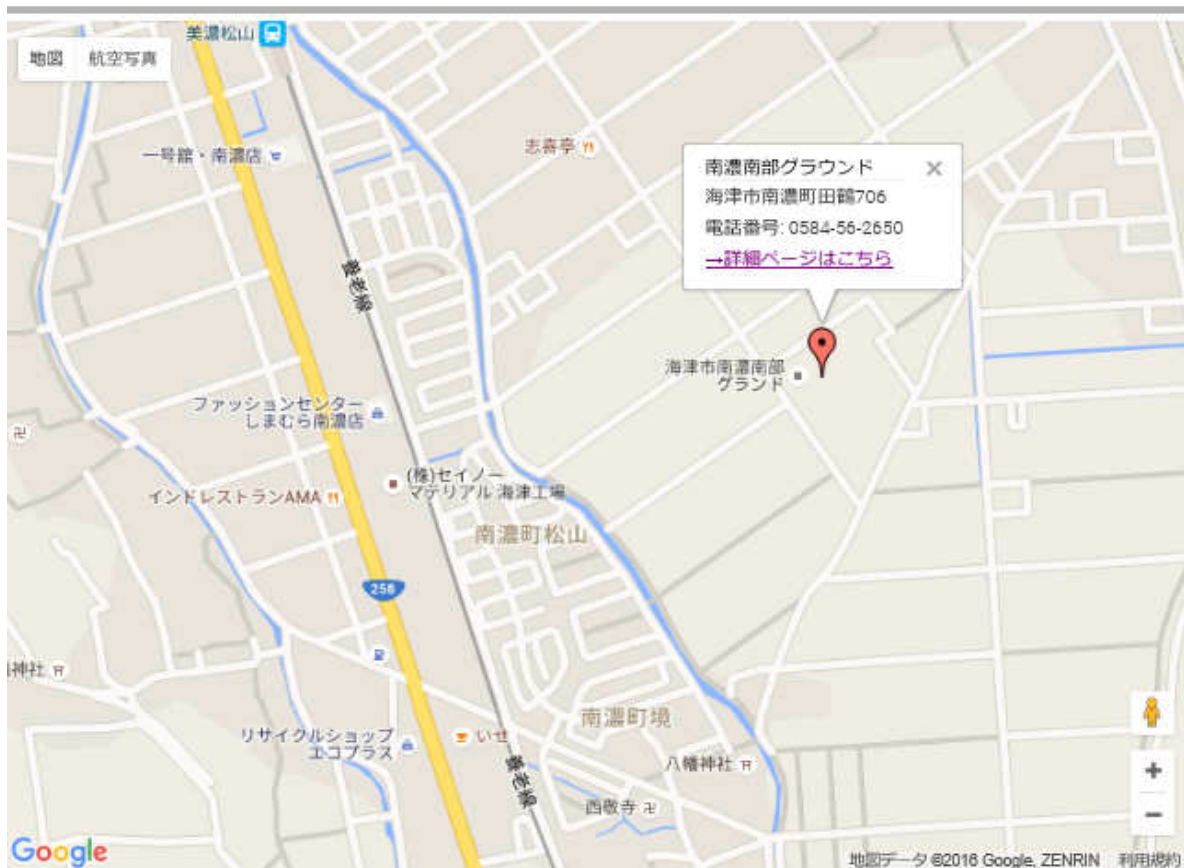 美濃松山
地図 航空写真
一号館・南濃店
志喜亭
南濃南部グラウンド
海津市南濃町田鶴706
電話番号: 0584-56-2650
→詳細ページはこちら
養老線
海津市南濃南部
グランド
ファッションセンター
しまむら南濃店
卍
(株)セイノー
マテリアル 海津工場
インドレストランAMA
南濃町松山
258
神社
南濃町境
リサイクルショップ
エコプラス
いせ
八幡神社
養老線
西敬寺 卍
+
−
Google
地図データ ©2016 Google, ZENRIN 利用規約